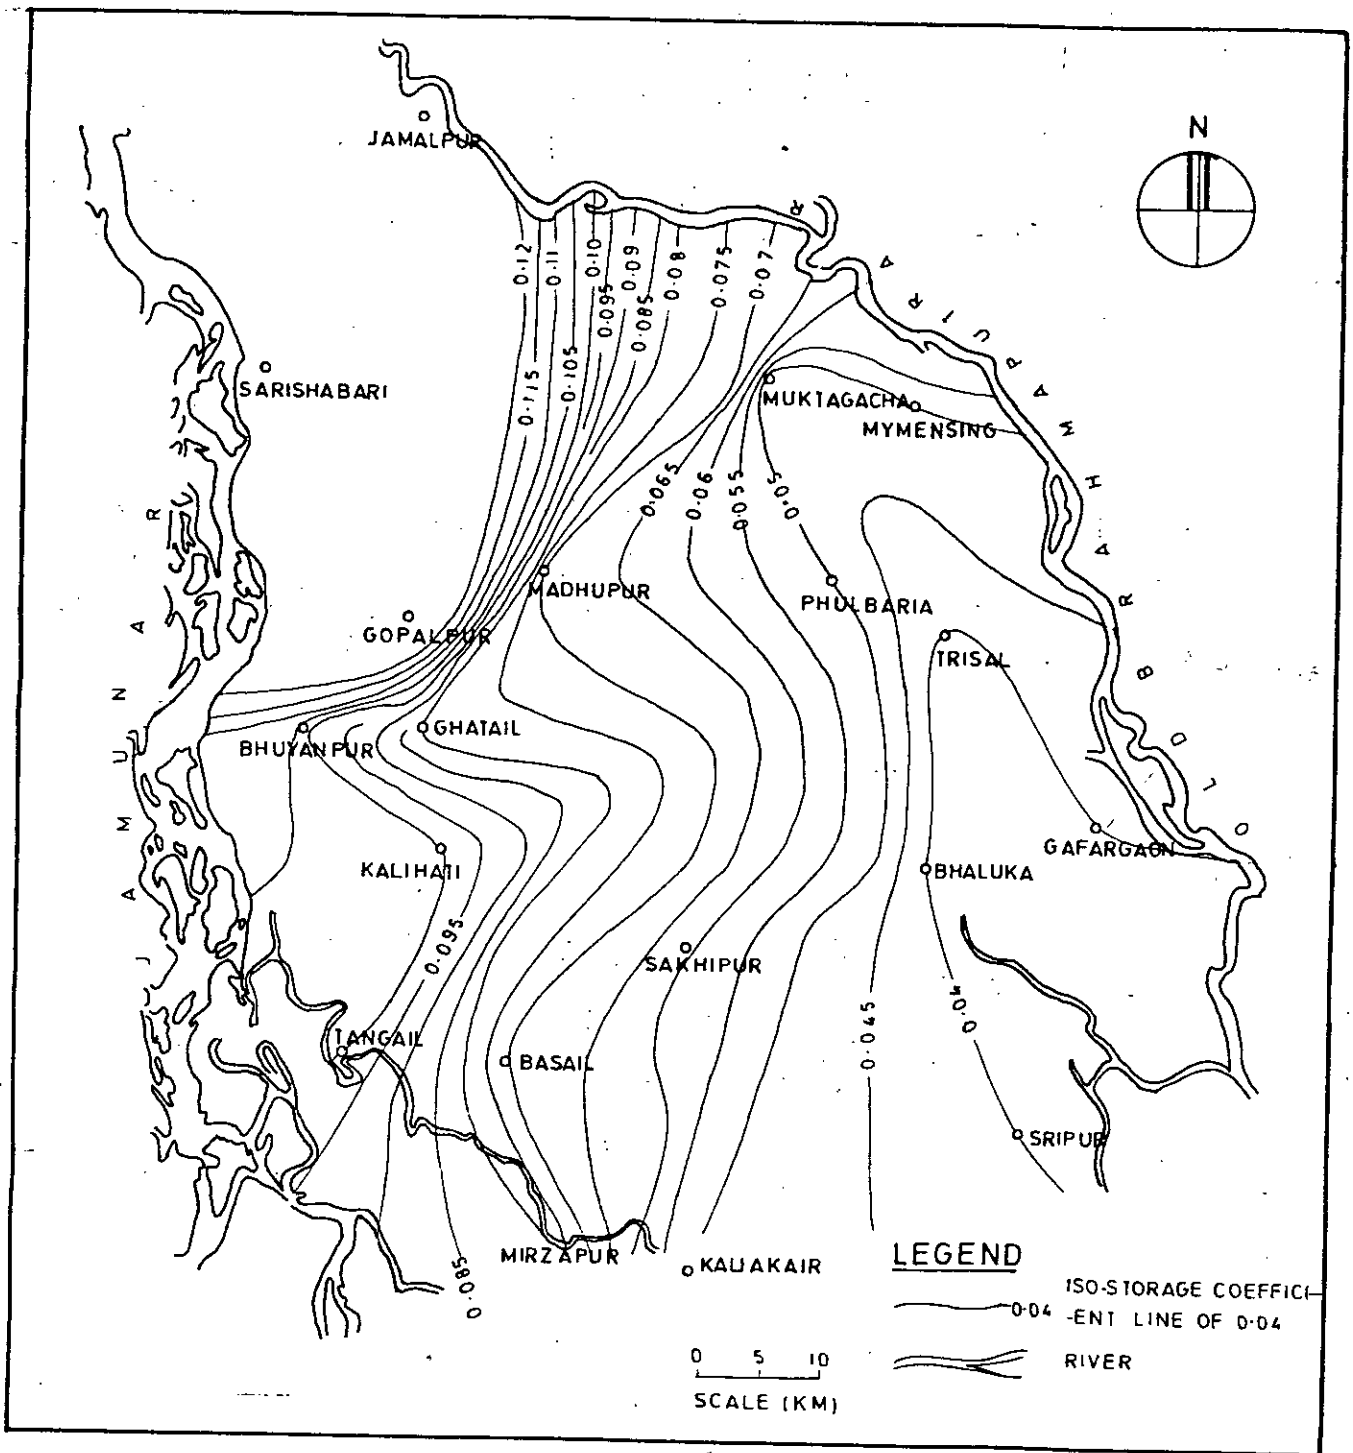 N
JAMALPUR
R
OLD BRAHMAPUTRA
0.12
0.11
0.10
0.09
0.08
0.075
0.07
0.095
0.085
0.115
0.105
SARISHABARI
MUKTAGACHA
MYMENSING
0.065
0.06
0.055
0.05
JAMUNA R
MADHUPUR
PHULBARIA
GOPALPUR
TRISAL
GHATAIL
BHUYANPUR
GAFARGAON
KALIHATI
BHALUKA
0.095
SAKHIPUR
0.04
0.045
TANGAIL
BASAIL
SRIPUR
MIRZAPUR
KALIAKAIR
0.085
LEGEND
0.04 ISO-STORAGE COEFFICI
-ENT LINE OF 0.04
RIVER
0 5 10
SCALE (KM)